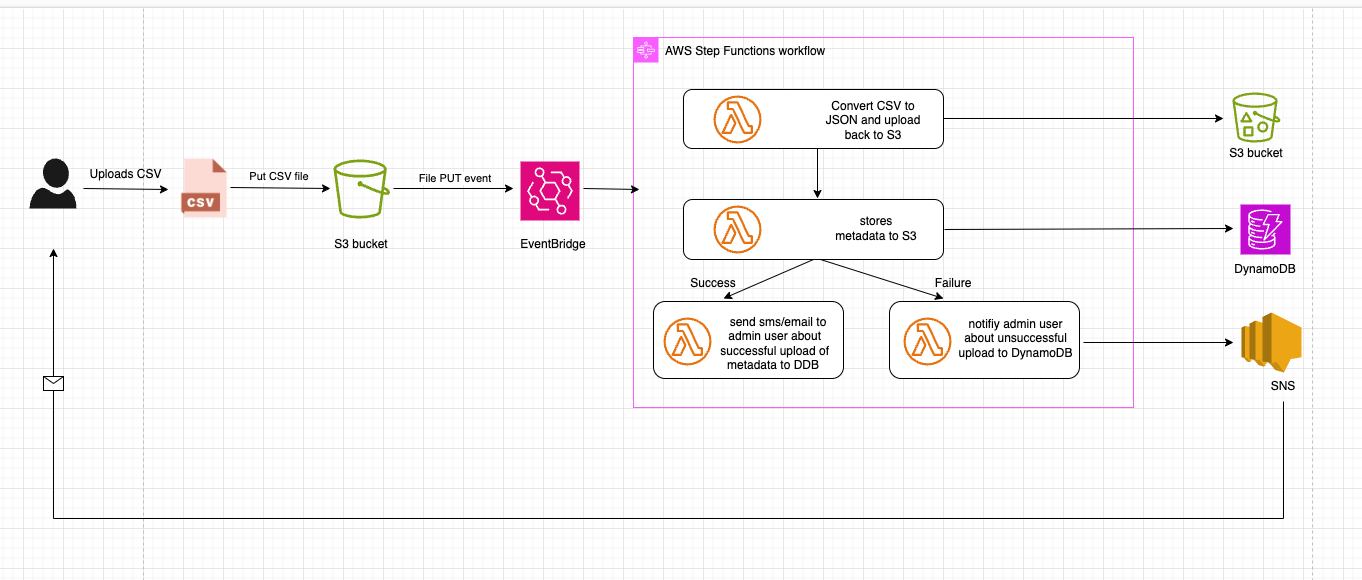 AWS Step Functions workflow
Convert CSV to
JSON and upload
back to S3
S3 bucket
Uploads CSV
CSV
Put CSV file
S3 bucket
File PUT event
EventBridge
stores
metadata to S3
DynamoDB
Success
Failure
send sms/email to
admin user about
successful upload of
metadata to DDB
notifiy admin user
about unsuccessful
upload to DynamoDB
SNS